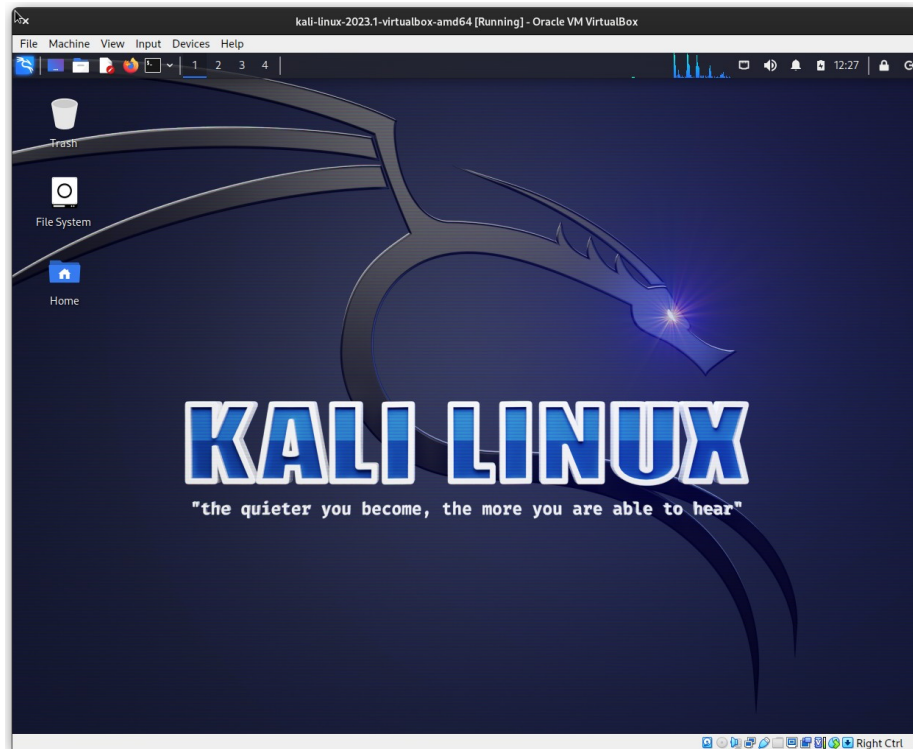 kali-linux-2023.1-virtualbox-amd64 [Running] - Oracle VM VirtualBox
File Machine View Input Devices Help
1 2 3 4
12:27
Trash
File System
Home
KALI LINUX
"the quieter you become, the more you are able to hear"
Right Ctrl